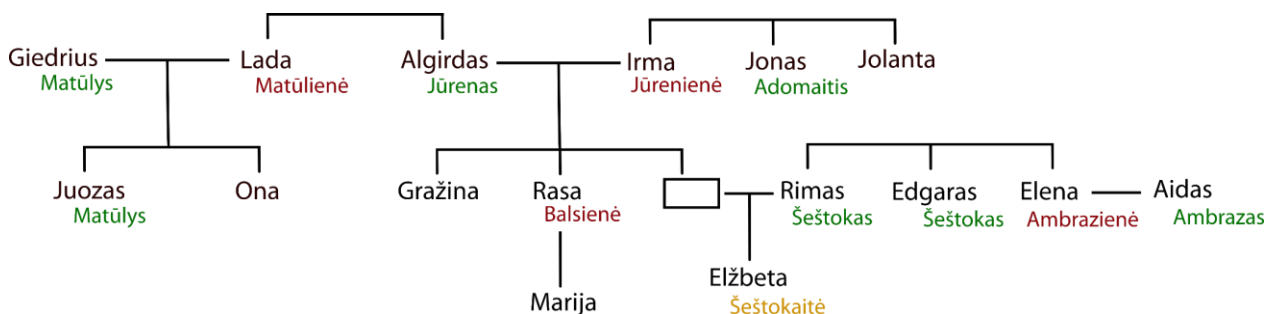 Giedrius Lada Algirdas Irma Jonas Jolanta
Matūlys Matūlienė Jūrenas Jūrenienė Adomaitis
Juozas Ona Gražina Rasa Rimas Edgaras Elena Aidas
Matūlys Balsienė Šeštokas Šeštokas Ambrazienė Ambrazas
Marija Elžbeta
Šeštokaitė